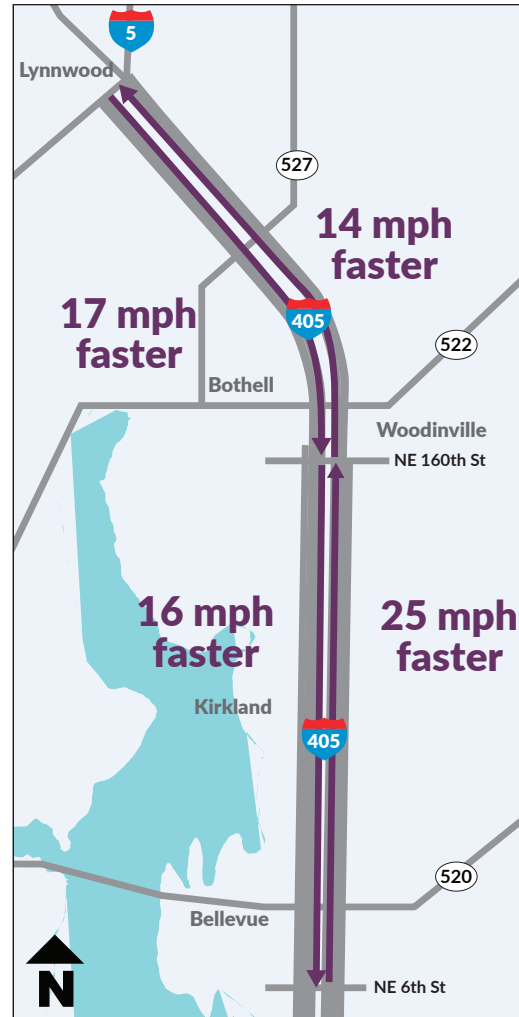 5
Lynnwood
527
14 mph
faster
405
17 mph
faster
522
Bothell
Woodinville
NE 160th St
16 mph
faster
25 mph
faster
Kirkland
405
520
Bellevue
NE 6th St
N